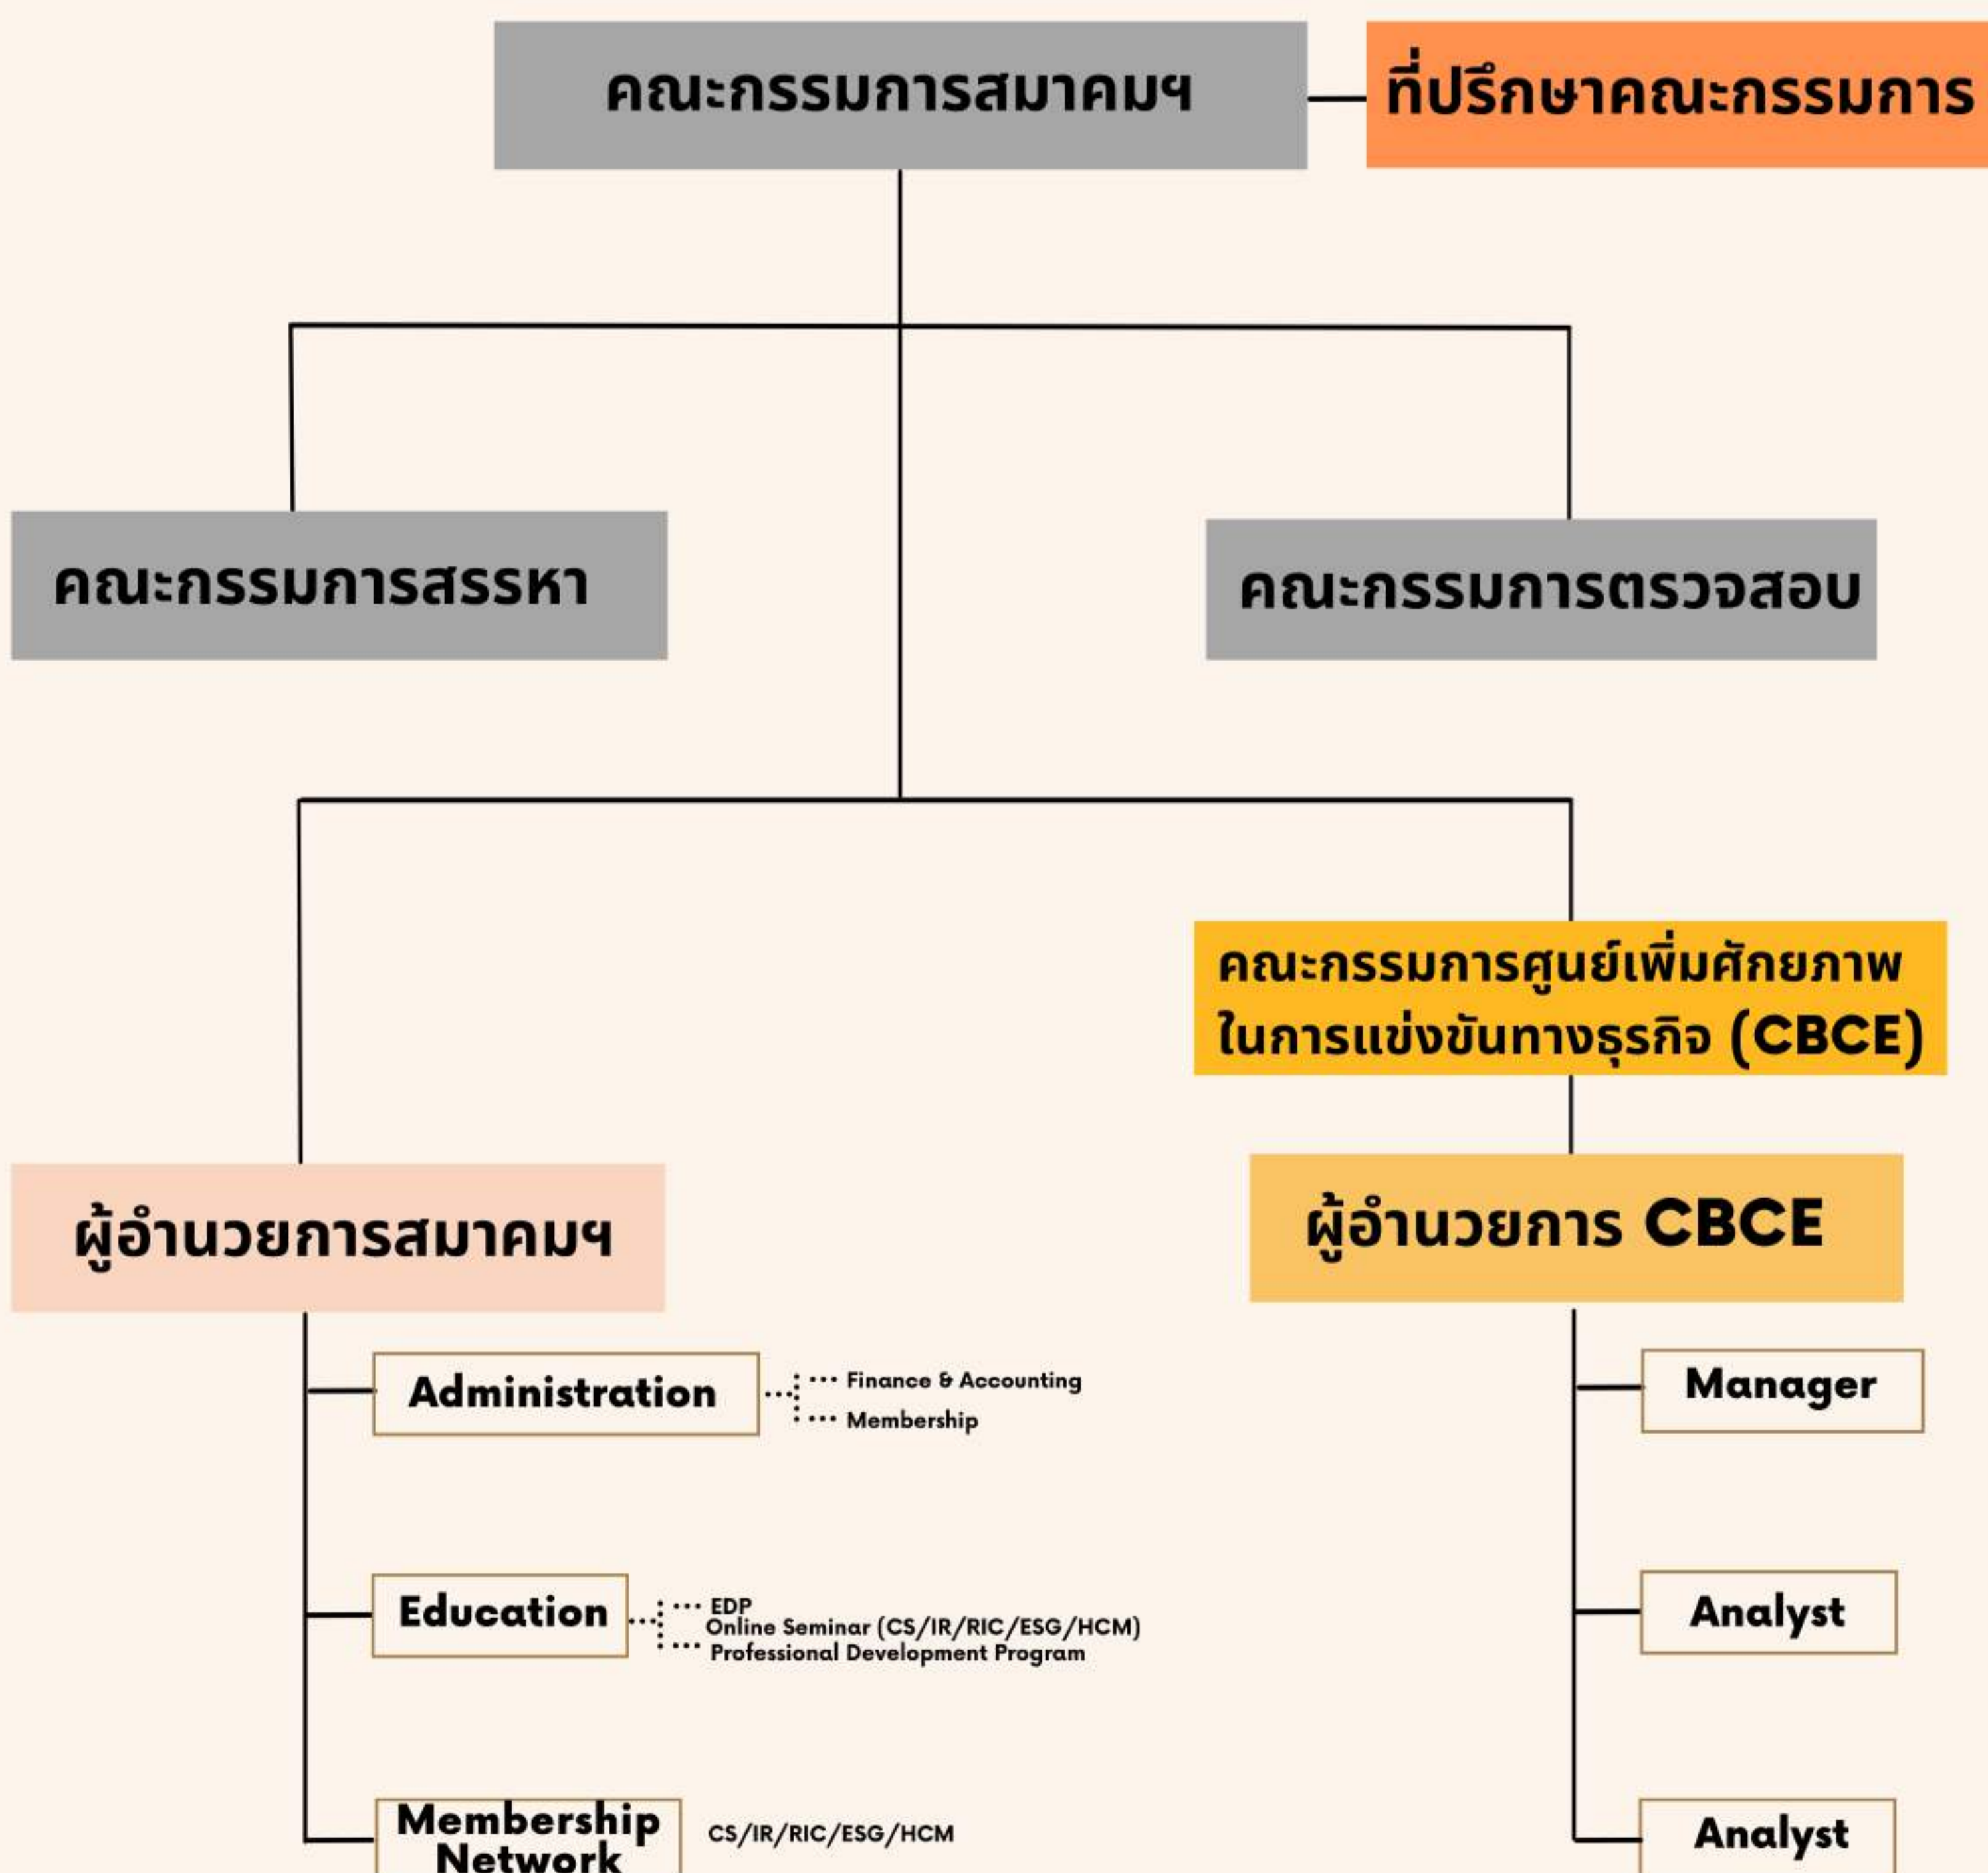 คณะกรรมการสมาคมฯ
ที่ปรึกษาคณะกรรมการ
คณะกรรมการสรรหา
คณะกรรมการตรวจสอบ
คณะกรรมการศูนย์เพิ่มศักยภาพ
ในการแข่งขันทางธุรกิจ (CBCE)
ผู้อำนวยการสมาคมฯ
ผู้อำนวยการ CBCE
Administration
Finance & Accounting
Membership
Manager
Education
EDP
Online Seminar (CS/IR/RIC/ESG/HCM)
Professional Development Program
Analyst
Membership
Network
CS/IR/RIC/ESG/HCM
Analyst